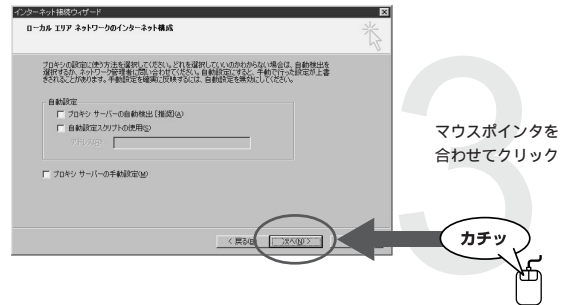 インターネット接続ウィザード
ローカル エリア ネットワークのインターネット構成
プロキシの設定に使う方法を選択してください。どれを選択していいのかわからない場合は、自動検出を
選択するか、ネットワーク管理者に問い合わせてください。自動設定にすると、手動で行った設定が上書
きされることがあります。手動設定を確実に反映するには、自動設定を無効にしてください。
自動設定
プロキシ サーバーの自動検出 [推奨](A)
自動設定スクリプトの使用(S)
アドレス(R):
プロキシ サーバーの手動設定(M)
< 戻る(B
次へ(N) >
3
マウスポインタを
合わせてクリック
カチッ